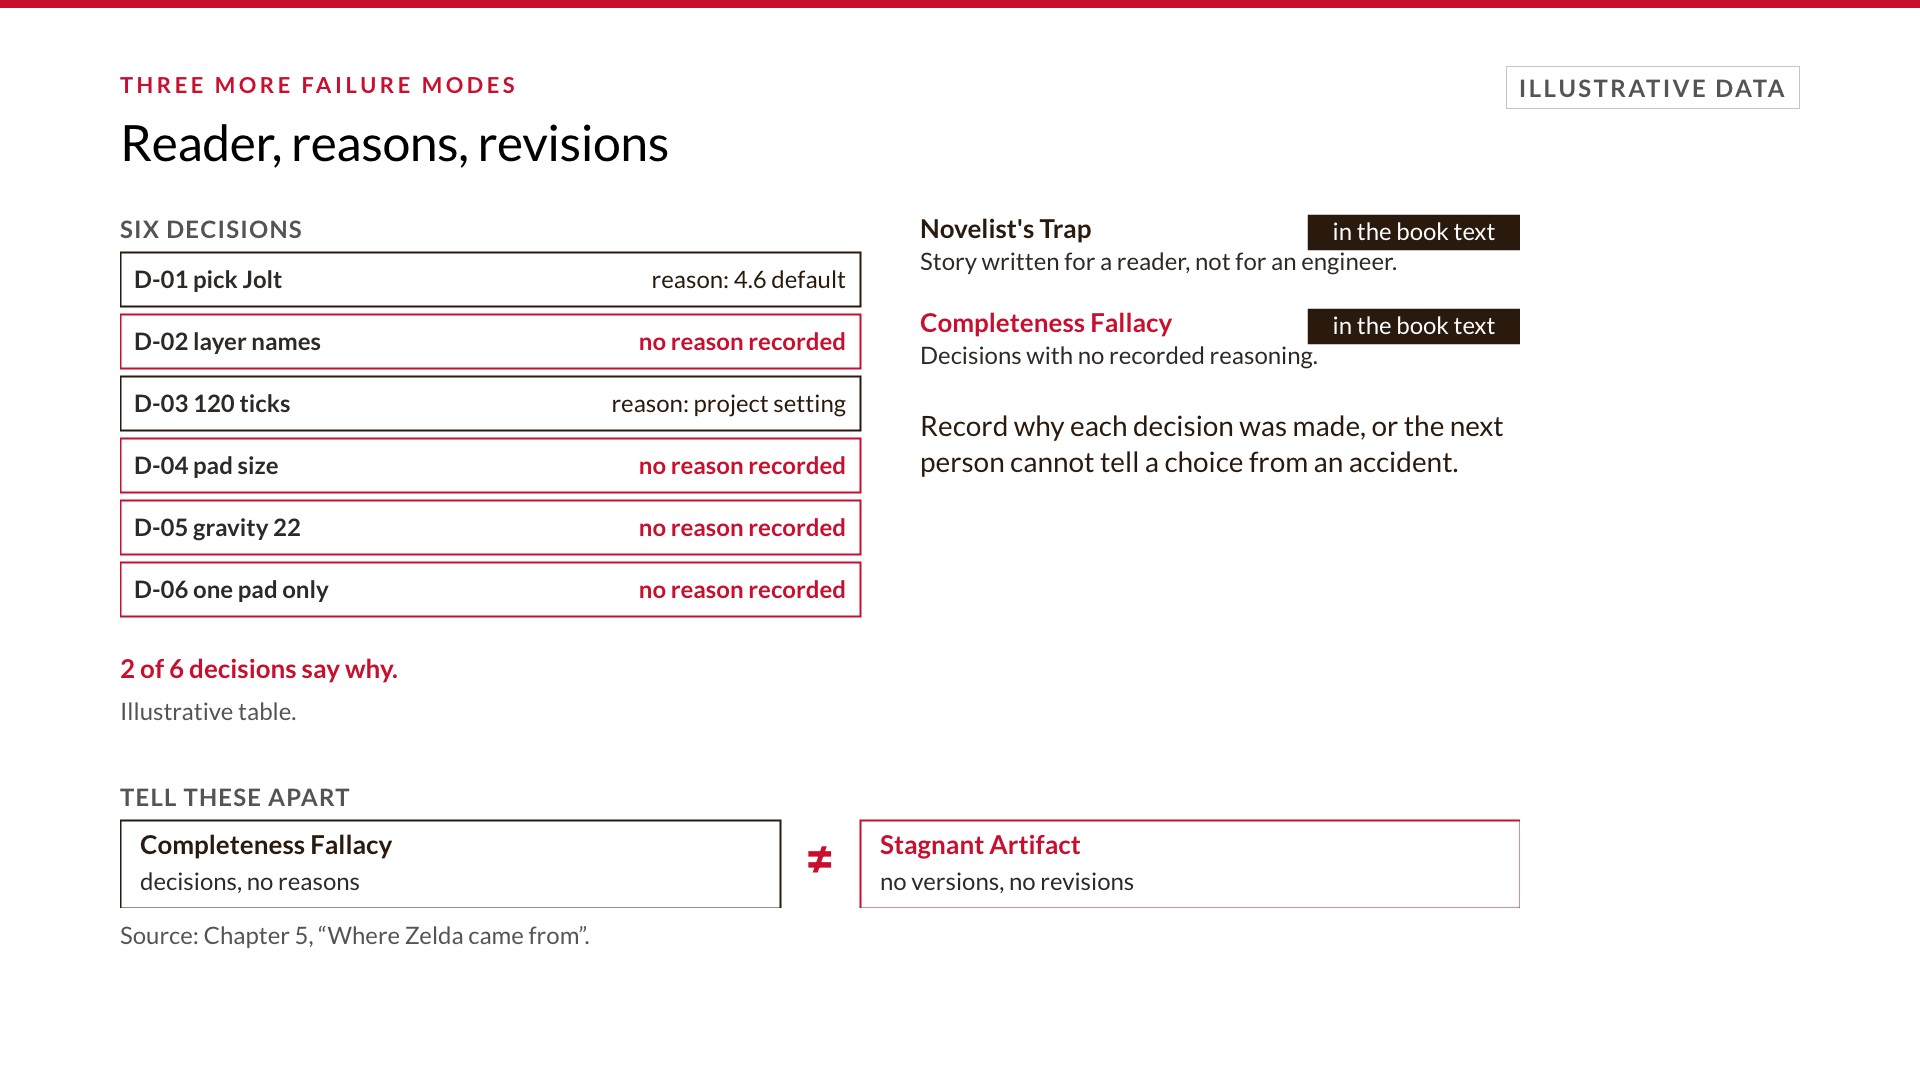 THREE MORE FAILURE MODES
ILLUSTRATIVE DATA
Reader, reasons, revisions
SIX DECISIONS
D-01 pick Jolt reason: 4.6 default
D-02 layer names no reason recorded
D-03 120 ticks reason: project setting
D-04 pad size no reason recorded
D-05 gravity 22 no reason recorded
D-06 one pad only no reason recorded
2 of 6 decisions say why.
Illustrative table.
Novelist's Trap in the book text
Story written for a reader, not for an engineer.
Completeness Fallacy in the book text
Decisions with no recorded reasoning.
Record why each decision was made, or the next
person cannot tell a choice from an accident.
TELL THESE APART
Completeness Fallacy
decisions, no reasons
≠
Stagnant Artifact
no versions, no revisions
Source: Chapter 5, “Where Zelda came from”.